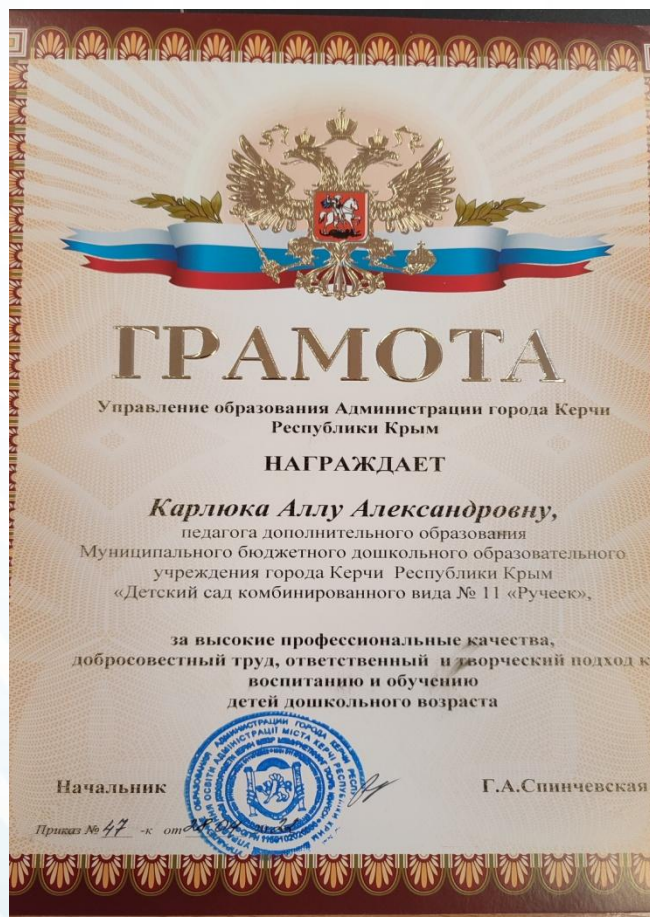 ГРАМОТА
Управление образования Администрации города Керчи
Республики Крым
НАГРАЖДАЕТ
Карлюка Аллу Александровну,
педагога дополнительного образования
Муниципального бюджетного дошкольного образовательного
учреждения города Керчи Республики Крым
«Детский сад комбинированного вида № 11 «Ручеек»,
за высокие профессиональные качества,
добросовестный труд, ответственный и творческий подход к
воспитанию и обучению
детей дошкольного возраста
Начальник Г.А.Спинчевская
Приказ № 47 -к от